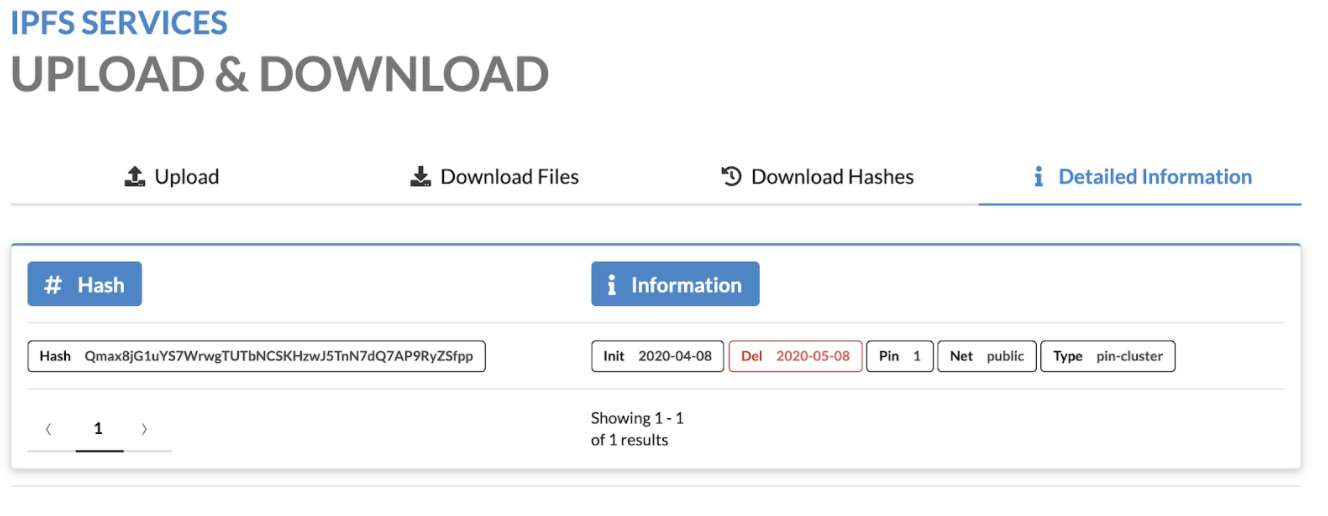 IPFS SERVICES
UPLOAD & DOWNLOAD
Upload Download Files Download Hashes Detailed Information
# Hash Information
Hash Qmax8jG1uYS7WrwgTUTbNCSKHzwJ5TnN7dQ7AP9RyZSfpp Init 2020-04-08 Del 2020-05-08 Pin 1 Net public Type pin-cluster
1 Showing 1 - 1
of 1 results